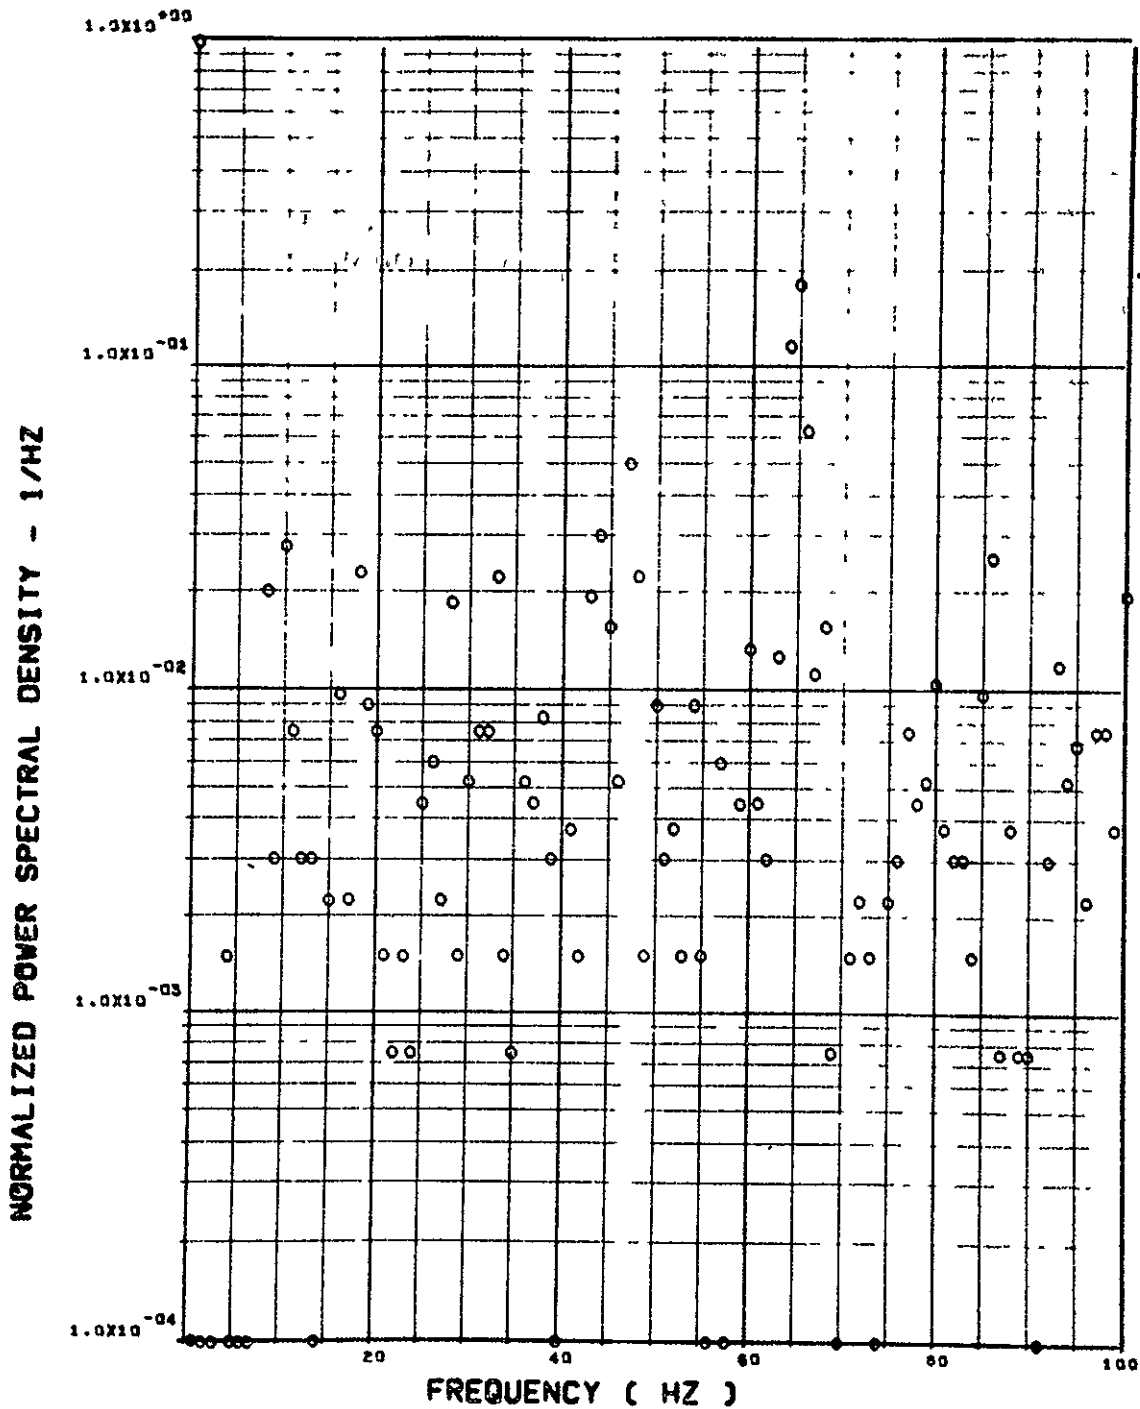 1.0X10+00
1.0X10-01
1.0X10-02
1.0X10-03
1.0X10-04
NORMALIZED POWER SPECTRAL DENSITY - 1/HZ
20 40 60 80 100
FREQUENCY ( HZ )